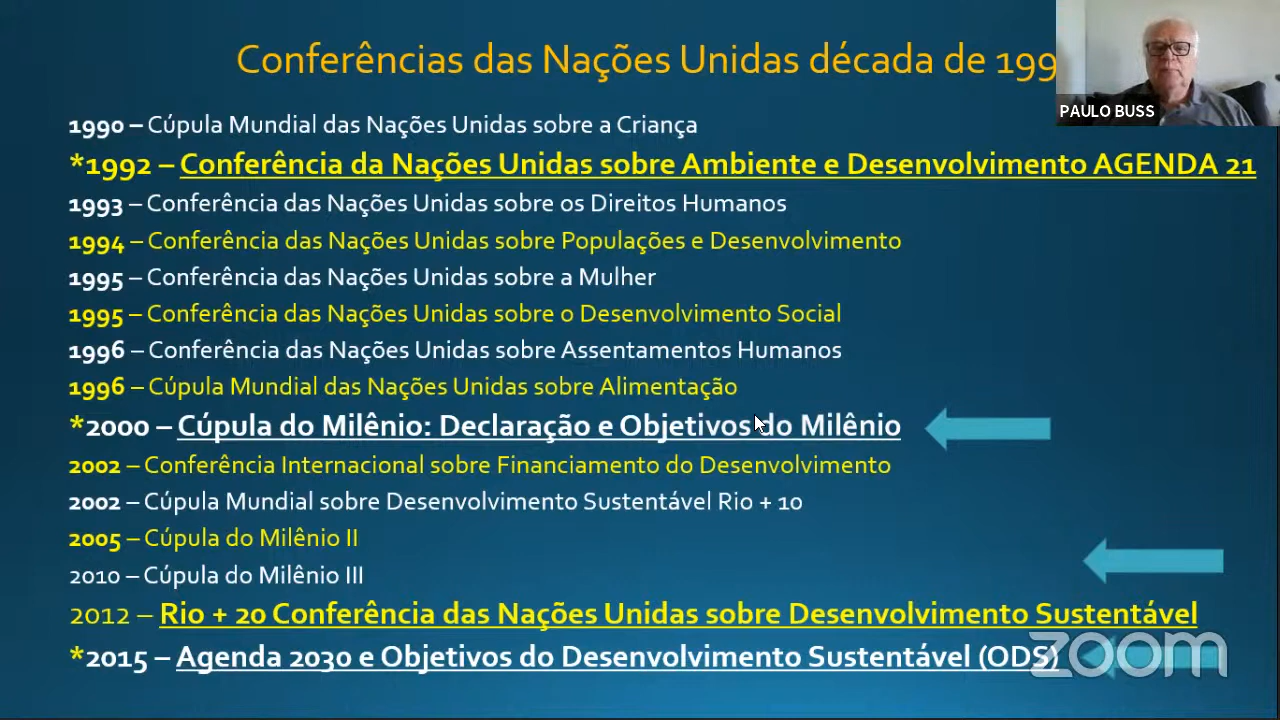 Conferências das Nações Unidas década de 199
PAULO BUSS
1990 – Cúpula Mundial das Nações Unidas sobre a Criança
*1992 – Conferência da Nações Unidas sobre Ambiente e Desenvolvimento AGENDA 21
1993 – Conferência das Nações Unidas sobre os Direitos Humanos
1994 – Conferência das Nações Unidas sobre Populações e Desenvolvimento
1995 – Conferência das Nações Unidas sobre a Mulher
1995 – Conferência das Nações Unidas sobre o Desenvolvimento Social
1996 – Conferência das Nações Unidas sobre Assentamentos Humanos
1996 – Cúpula Mundial das Nações Unidas sobre Alimentação
*2000 – Cúpula do Milênio: Declaração e Objetivos do Milênio
2002 – Conferência Internacional sobre Financiamento do Desenvolvimento
2002 – Cúpula Mundial sobre Desenvolvimento Sustentável Rio + 10
2005 – Cúpula do Milênio II
2010 – Cúpula do Milênio III
2012 – Rio + 20 Conferência das Nações Unidas sobre Desenvolvimento Sustentável
*2015 – Agenda 2030 e Objetivos do Desenvolvimento Sustentável (ODS)
zoom